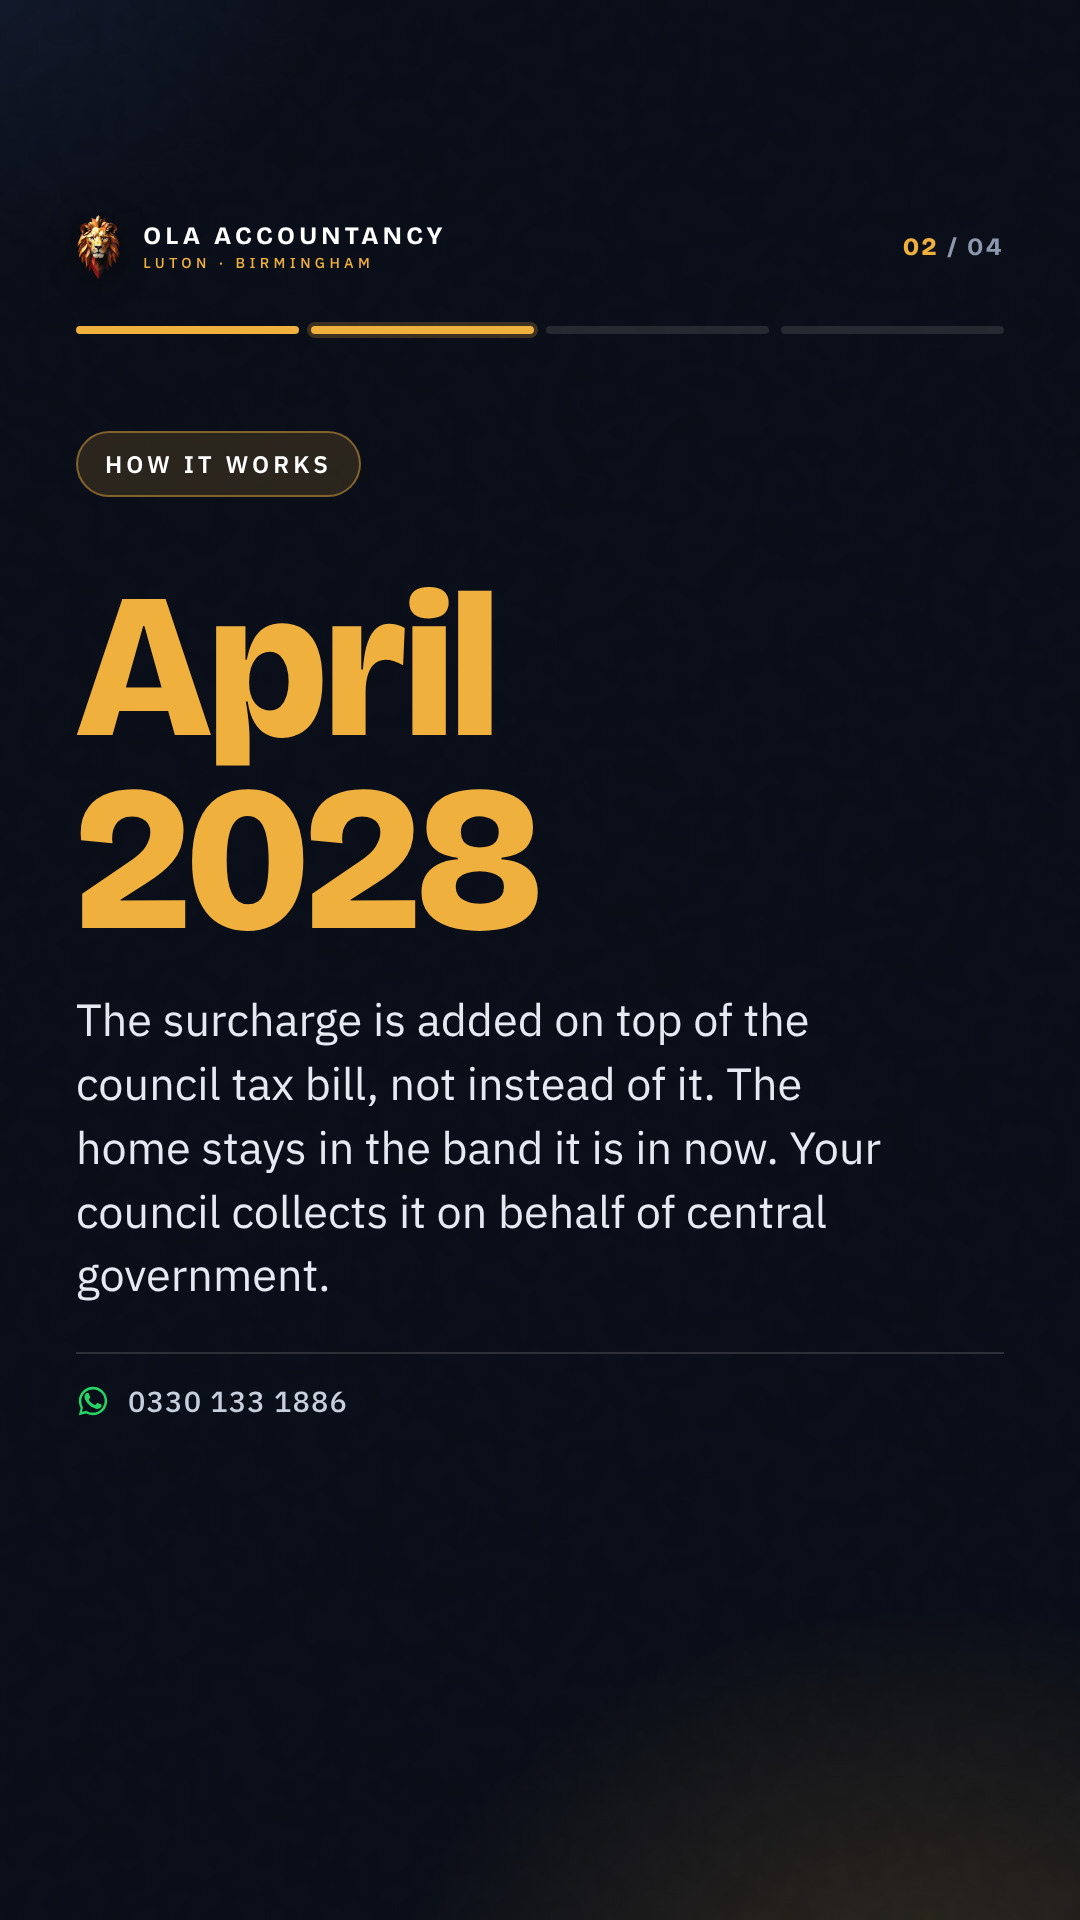 OLA ACCOUNTANCY
LUTON · BIRMINGHAM
02 / 04
HOW IT WORKS
April
2028
The surcharge is added on top of the
council tax bill, not instead of it. The
home stays in the band it is in now. Your
council collects it on behalf of central
government.
0330 133 1886